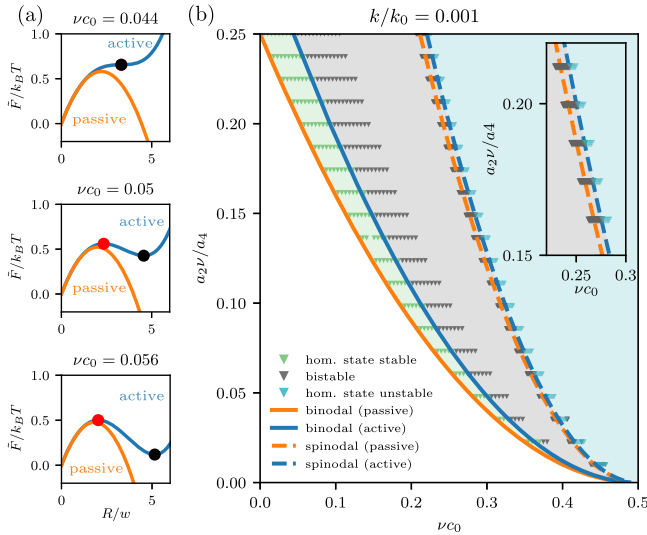 (a)
νc₀ = 0.044
active
passive
F̃/k_BT
1.0
0.5
0.0
0
5
νc₀ = 0.05
active
passive
F̃/k_BT
1.0
0.5
0.0
0
5
νc₀ = 0.056
active
passive
F̃/k_BT
1.0
0.5
0.0
0
5
R/w
(b)
k/k₀ = 0.001
0.25
0.20
0.15
0.10
0.05
0.00
a₂ν/a₄
0.0
0.1
0.2
0.3
0.4
0.5
νc₀
hom. state stable
bistable
hom. state unstable
binodal (passive)
binodal (active)
spinodal (passive)
spinodal (active)
0.20
0.15
a₂ν/a4
0.25
0.3
νc₀